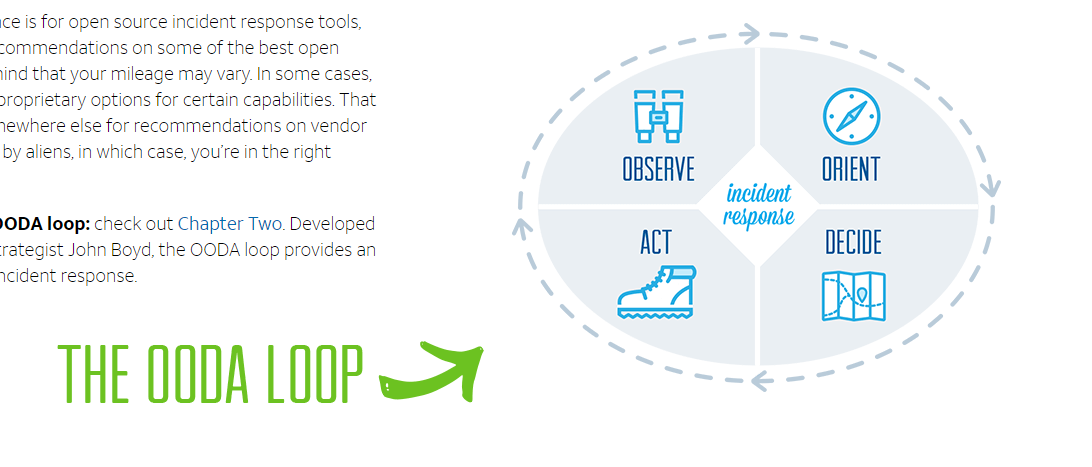 ce is for open source incident response tools,
commendations on some of the best open
mind that your mileage may vary. In some cases,
proprietary options for certain capabilities. That
mewhere else for recommendations on vendor
by aliens, in which case, you're in the right
OODA loop: check out Chapter Two. Developed
trategist John Boyd, the OODA loop provides an
ncident response.
THE OODA LOOP
OBSERVE
ORIENT
incident
response
ACT
DECIDE